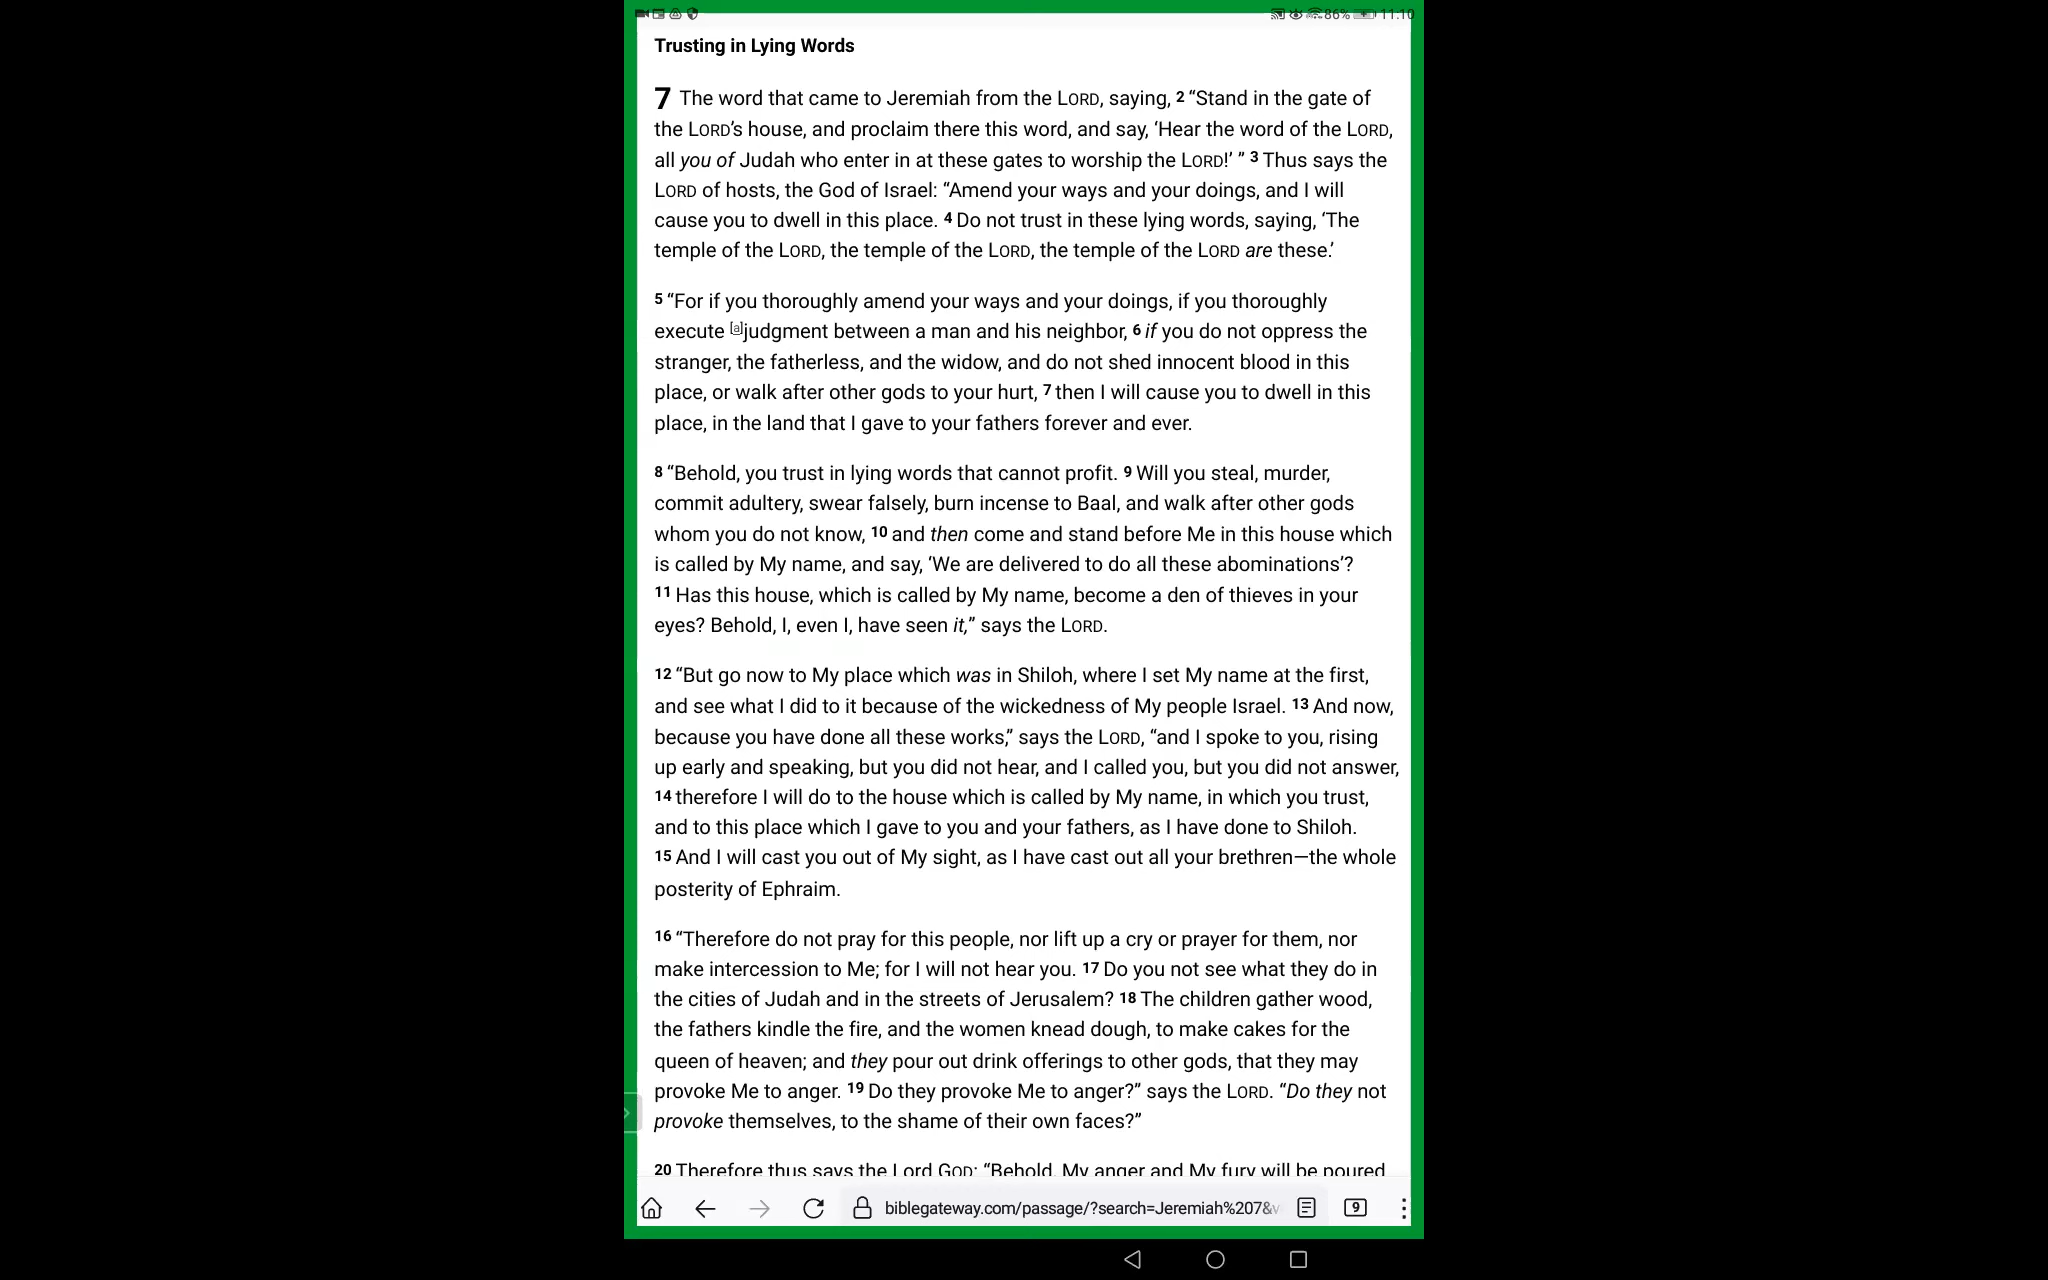 86% 11:10
Trusting in Lying Words
7 The word that came to Jeremiah from the LORD, saying, 2 “Stand in the gate of
the LORD’s house, and proclaim there this word, and say, ‘Hear the word of the LORD,
all you of Judah who enter in at these gates to worship the LORD!’ ” 3 Thus says the
LORD of hosts, the God of Israel: “Amend your ways and your doings, and I will
cause you to dwell in this place. 4 Do not trust in these lying words, saying, ‘The
temple of the LORD, the temple of the LORD, the temple of the LORD are these.’
5 “For if you thoroughly amend your ways and your doings, if you thoroughly
execute [a]judgment between a man and his neighbor, 6 if you do not oppress the
stranger, the fatherless, and the widow, and do not shed innocent blood in this
place, or walk after other gods to your hurt, 7 then I will cause you to dwell in this
place, in the land that I gave to your fathers forever and ever.
8 “Behold, you trust in lying words that cannot profit. 9 Will you steal, murder,
commit adultery, swear falsely, burn incense to Baal, and walk after other gods
whom you do not know, 10 and then come and stand before Me in this house which
is called by My name, and say, ‘We are delivered to do all these abominations’?
11 Has this house, which is called by My name, become a den of thieves in your
eyes? Behold, I, even I, have seen it,” says the LORD.
12 “But go now to My place which was in Shiloh, where I set My name at the first,
and see what I did to it because of the wickedness of My people Israel. 13 And now,
because you have done all these works,” says the LORD, “and I spoke to you, rising
up early and speaking, but you did not hear, and I called you, but you did not answer,
14 therefore I will do to the house which is called by My name, in which you trust,
and to this place which I gave to you and your fathers, as I have done to Shiloh.
15 And I will cast you out of My sight, as I have cast out all your brethren—the whole
posterity of Ephraim.
16 “Therefore do not pray for this people, nor lift up a cry or prayer for them, nor
make intercession to Me; for I will not hear you. 17 Do you not see what they do in
the cities of Judah and in the streets of Jerusalem? 18 The children gather wood,
the fathers kindle the fire, and the women knead dough, to make cakes for the
queen of heaven; and they pour out drink offerings to other gods, that they may
provoke Me to anger. 19 Do they provoke Me to anger?” says the LORD. “Do they not
provoke themselves, to the shame of their own faces?”
20 Therefore thus says the Lord GOD: “Behold, My anger and My fury will be poured
biblegateway.com/passage/?search=Jeremiah%207&v
9